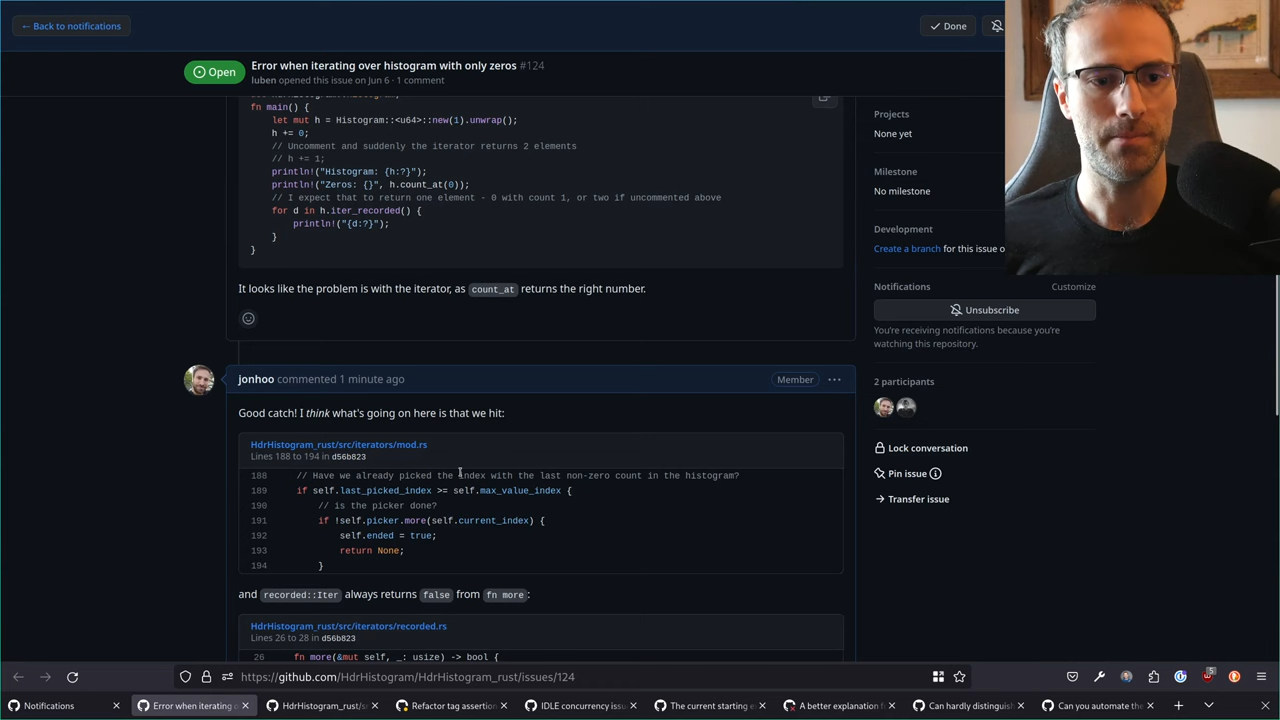 ← Back to notifications
Done
Open
Error when iterating over histogram with only zeros #124
luben opened this issue on Jun 6 · 1 comment
fn main() {
let mut h = Histogram::<u64>::new(1).unwrap();
h += 0;
// Uncomment and suddenly the iterator returns 2 elements
// h += 1;
println!("Histogram: {h:?}");
println!("Zeros: {}", h.count_at(0));
// I expect that to return one element - 0 with count 1, or two if uncommented above
for d in h.iter_recorded() {
println!("{d:?}");
}
}
It looks like the problem is with the iterator, as count_at returns the right number.
jonhoo commented 1 minute ago
Member
Good catch! I think what's going on here is that we hit:
HdrHistogram_rust/src/iterators/mod.rs
Lines 188 to 194 in d56b823
188 // Have we already picked the index with the last non-zero count in the histogram?
189 if self.last_picked_index >= self.max_value_index {
190 // is the picker done?
191 if !self.picker.more(self.current_index) {
192 self.ended = true;
193 return None;
194 }
and recorded::Iter always returns false from fn more:
HdrHistogram_rust/src/iterators/recorded.rs
Lines 26 to 28 in d56b823
26 fn more(&mut self, _: usize) -> bool {
Projects
None yet
Milestone
No milestone
Development
Create a branch for this issue o
Notifications
Customize
Unsubscribe
You're receiving notifications because you're
watching this repository.
2 participants
Lock conversation
Pin issue
Transfer issue
https://github.com/HdrHistogram/HdrHistogram_rust/issues/124
5
Notifications
Error when iterating o
HdrHistogram_rust/s
Refactor tag assertion
IDLE concurrency issu
The current starting e
A better explanation f
Can hardly distinguish
Can you automate the